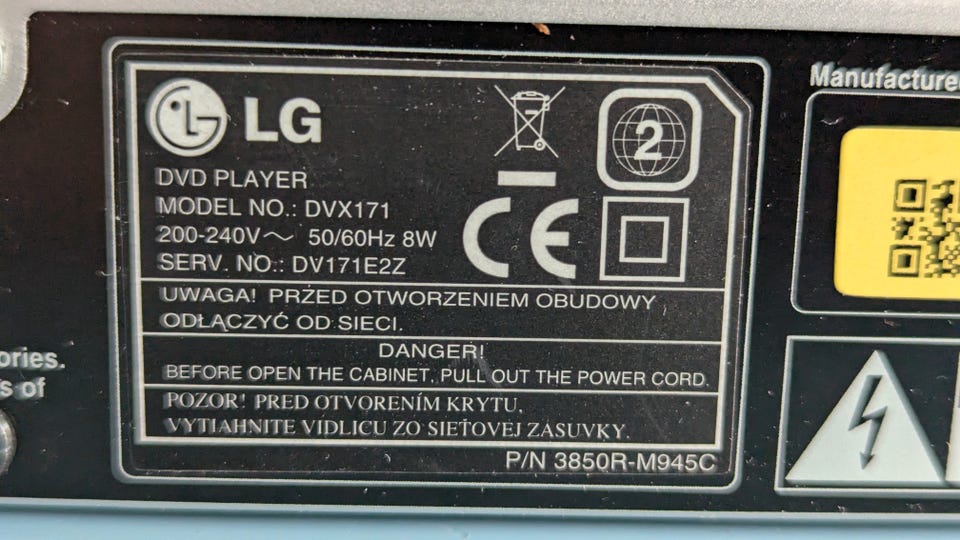 LG
DVD PLAYER
MODEL NO.: DVX171
200-240V～ 50/60Hz 8W
SERV. NO.: DV171E2Z
2
CE
UWAGA! PRZED OTWORZENIEM OBUDOWY
ODŁĄCZYĆ OD SIECI.
DANGER!
BEFORE OPEN THE CABINET, PULL OUT THE POWER CORD.
POZOR! PRED OTVORENÍM KRYTU,
VYTIAHNITE VIDLICU ZO SIEŤOVEJ ZÁSUVKY.
P/N 3850R-M945C
Manufacture
ories.
s of